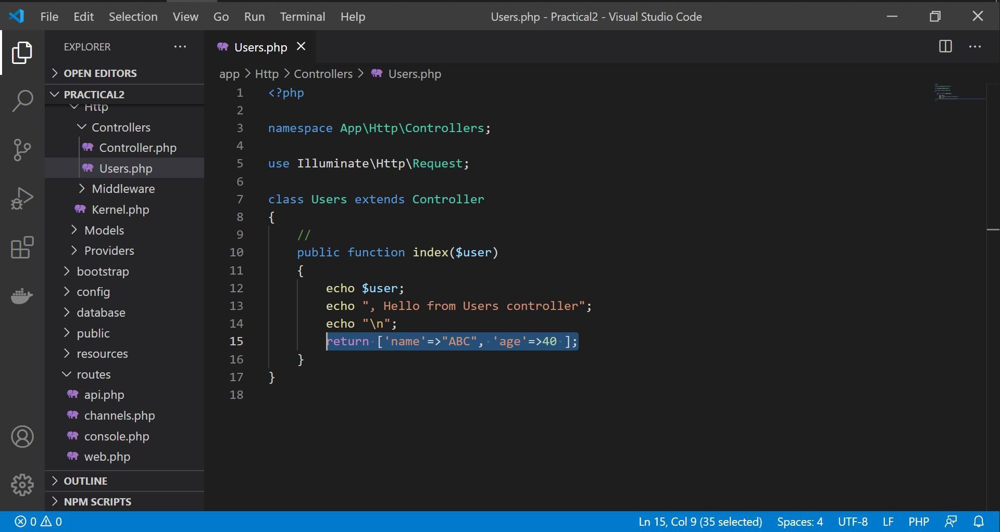 File Edit Selection View Go Run Terminal Help Users.php - Practical2 - Visual Studio Code
EXPLORER
OPEN EDITORS
PRACTICAL2
Http
Controllers
Controller.php
Users.php
Middleware
Kernel.php
Models
Providers
bootstrap
config
database
public
resources
routes
api.php
channels.php
console.php
web.php
OUTLINE
NPM SCRIPTS
Users.php
app > Http > Controllers > Users.php
1 <?php
2
3 namespace App\Http\Controllers;
4
5 use Illuminate\Http\Request;
6
7 class Users extends Controller
8 {
9 //
10 public function index($user)
11 {
12 echo $user;
13 echo ", Hello from Users controller";
14 echo "\n";
15 return ['name'=>"ABC", 'age'=>40 ];
16 }
17 }
18
0 0 Ln 15, Col 9 (35 selected) Spaces: 4 UTF-8 LF PHP